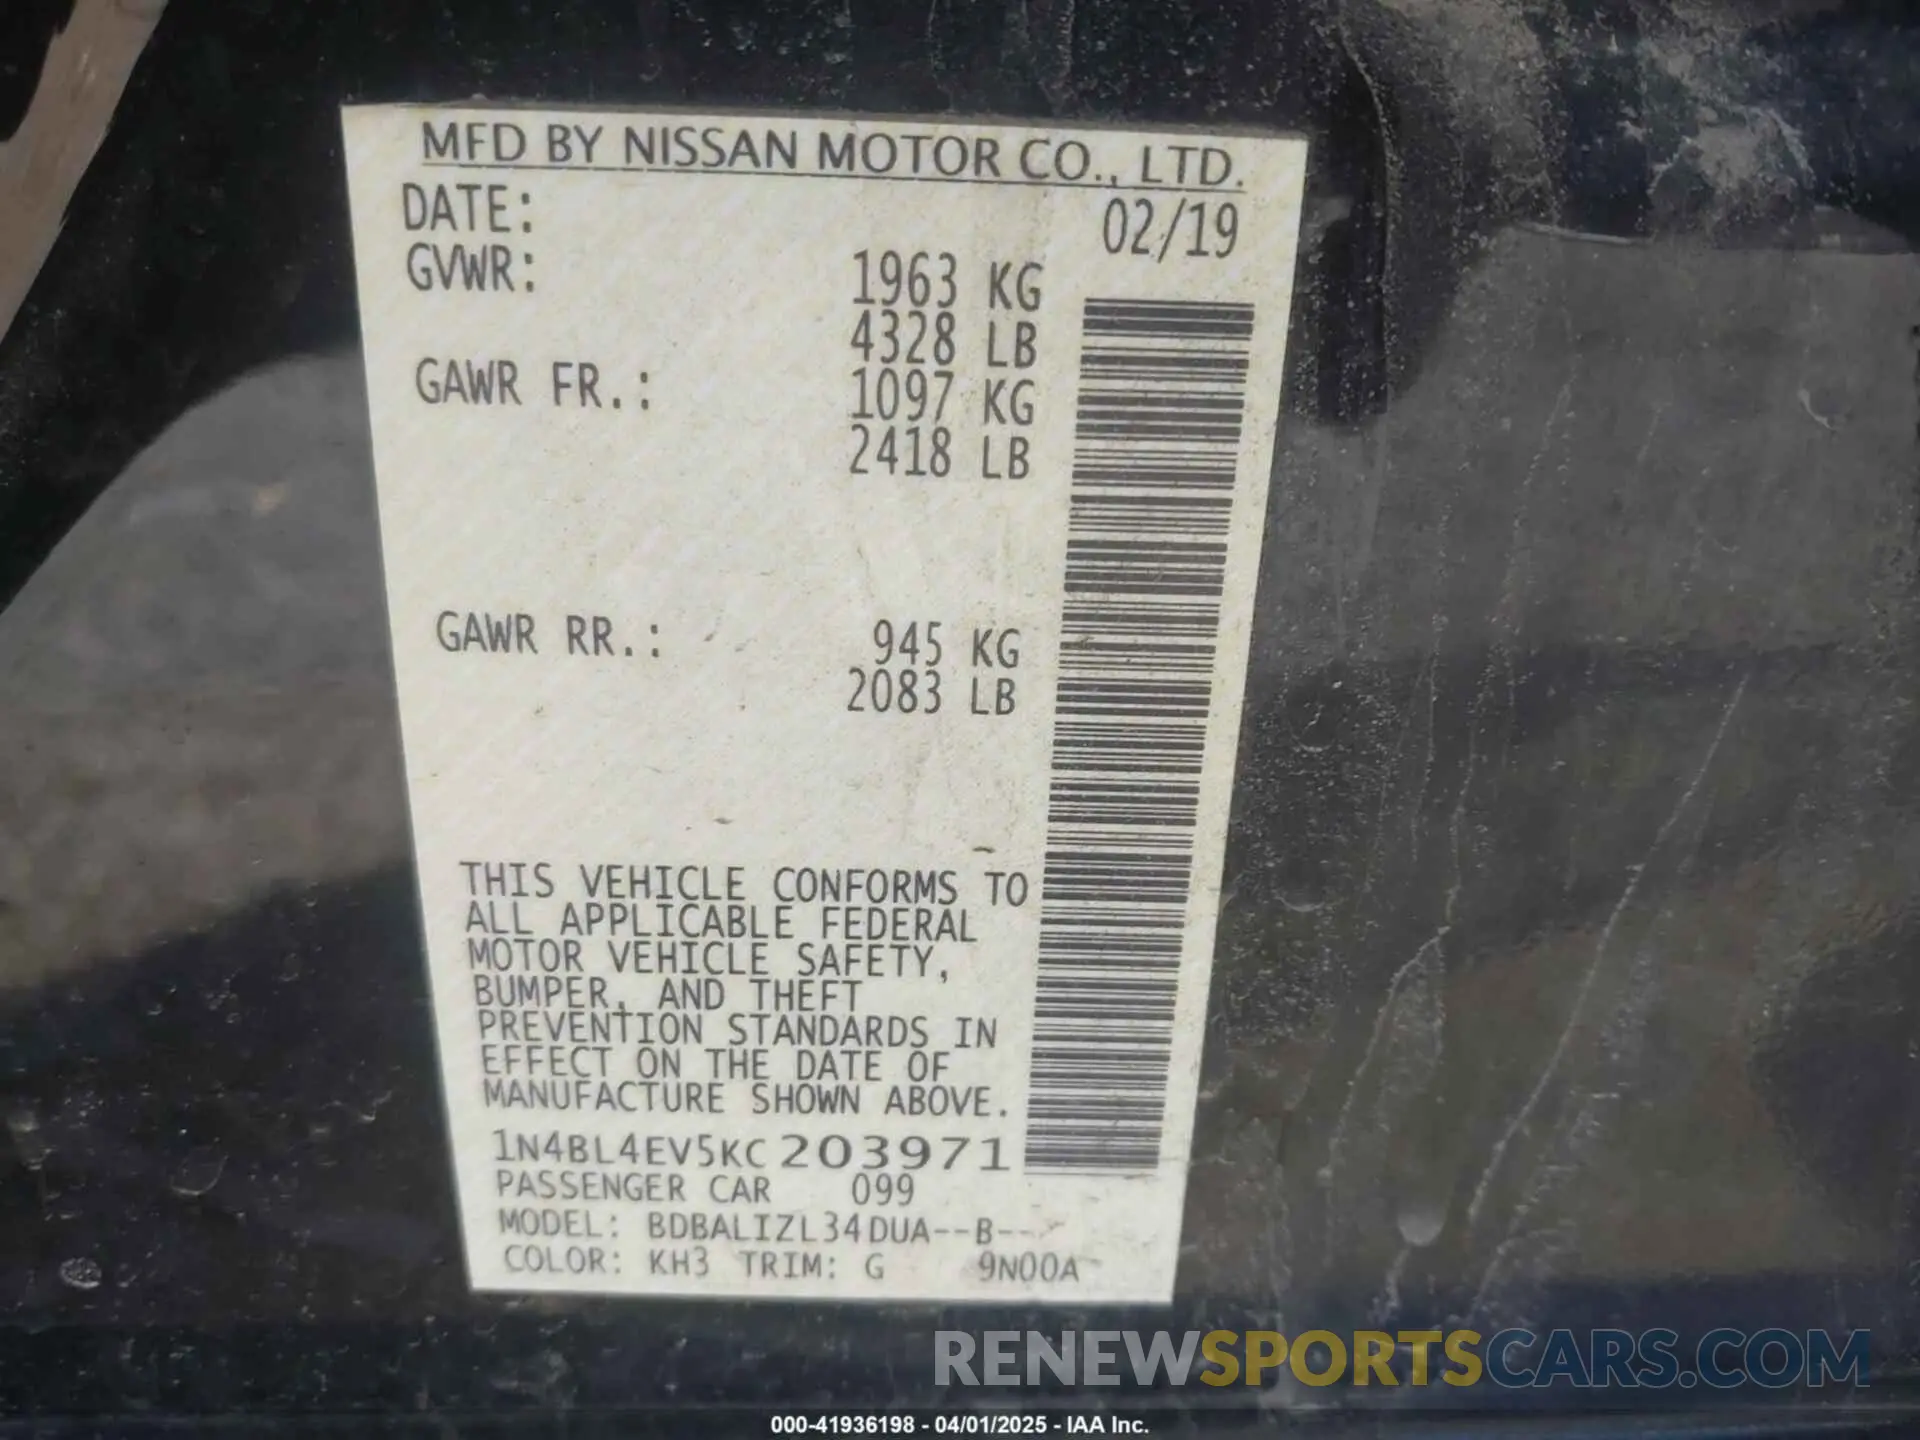 MFD BY NISSAN MOTOR CO., LTD.
DATE: 02/19
GVWR: 1963 KG
4328 LB
GAWR FR.: 1097 KG
2418 LB
GAWR RR.: 945 KG
2083 LB
THIS VEHICLE CONFORMS TO
ALL APPLICABLE FEDERAL
MOTOR VEHICLE SAFETY,
BUMPER, AND THEFT
PREVENTION STANDARDS IN
EFFECT ON THE DATE OF
MANUFACTURE SHOWN ABOVE.
1N4BL4EV5KC203971
PASSENGER CAR 099
MODEL: BDBALIZL34DUA--B--
COLOR: KH3 TRIM: G 9N00A
RENEWSPORTSCARS.COM
000-41936198 - 04/01/2025 - IAA Inc.